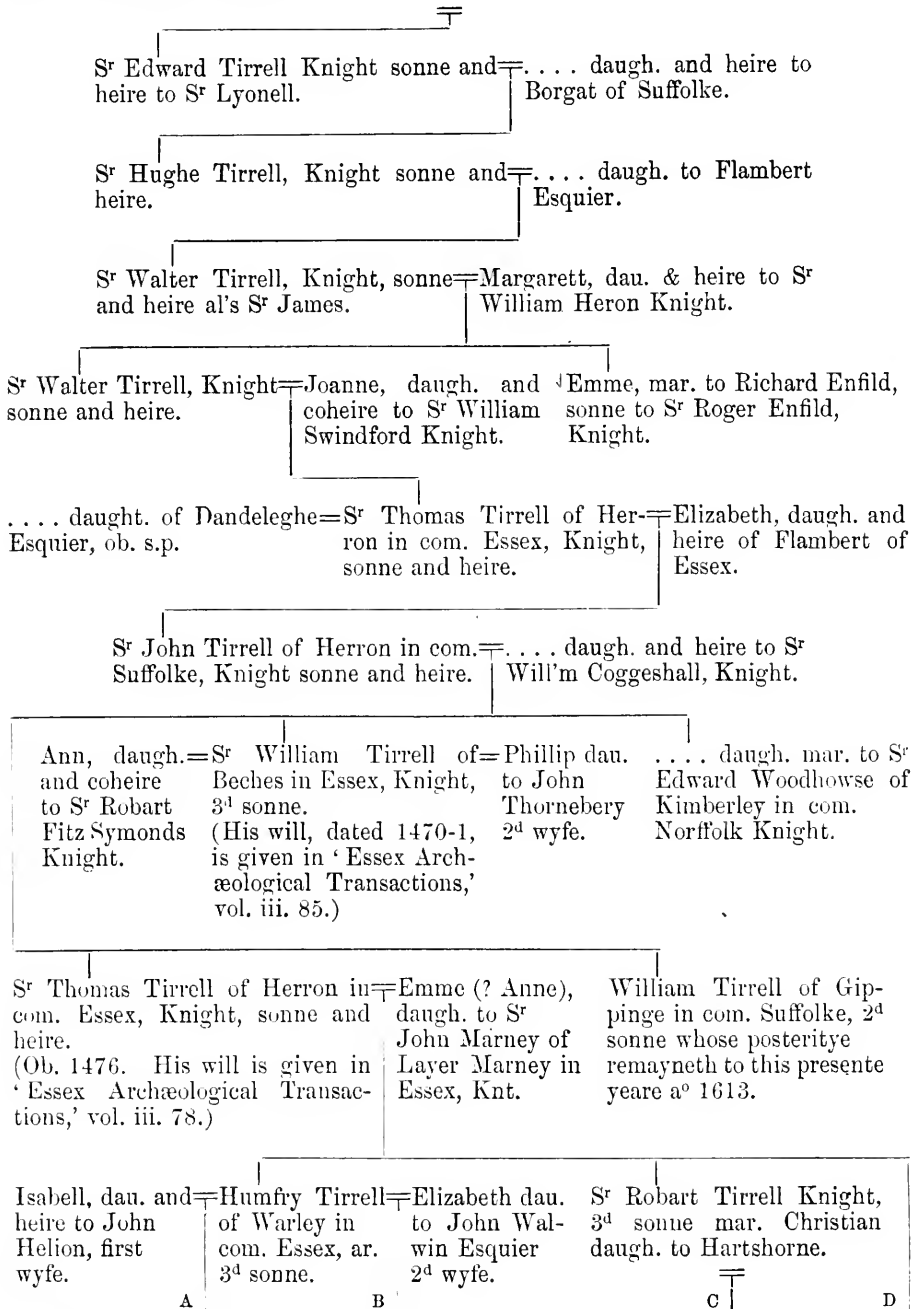 Sr Edward Tirrell Knight sonne and
heire to Sr Lyonell.
. . . . daugh. and heire to
Borgat of Suffolke.
Sr Hughe Tirrell, Knight sonne and
heire.
. . . . daugh. to Flambert
Esquier.
Sr Walter Tirrell, Knight, sonne
and heire al's Sr James.
Margarett, dau. & heire to Sr
William Heron Knight.
Sr Walter Tirrell, Knight
sonne and heire.
Joanne, daugh. and
coheire to Sr William
Swindford Knight.
Emme, mar. to Richard Enfild,
sonne to Sr Roger Enfild,
Knight.
. . . . daught. of Dandeleghe
Esquier, ob. s.p.
Sr Thomas Tirrell of Her-
ron in com. Essex, Knight,
sonne and heire.
Elizabeth, daugh. and
heire of Flambert of
Essex.
Sr John Tirrell of Herron in com.
Suffolke, Knight sonne and heire.
. . . . daugh. and heire to Sr
Will'm Coggeshall, Knight.
Ann, daugh.
and coheire
to Sr Robart
Fitz Symonds
Knight.
Sr William Tirrell of
Beches in Essex, Knight,
3d sonne.
(His will, dated 1470-1,
is given in ‘ Essex Arch-
æological Transactions,’
vol. iii. 85.)
Phillip dau.
to John
Thornebery
2d wyfe.
. . . . daugh. mar. to Sr
Edward Woodhowse of
Kimberley in com.
Norffolk Knight.
Sr Thomas Tirrell of Herron in
com. Essex, Knight, sonne and
heire.
(Ob. 1476. His will is given in
‘ Essex Archæological Transac-
tions,’ vol. iii. 78.)
Emme (? Anne),
daugh. to Sr
John Marney of
Layer Marney in
Essex, Knt.
William Tirrell of Gip-
pinge in com. Suffolke, 2d
sonne whose posteritye
remayneth to this presente
yeare ao 1613.
Isabell, dau. and
heire to John
Helion, first
wyfe.
Humfry Tirrell
of Warley in
com. Essex, ar.
3d sonne.
Elizabeth dau.
to John Wal-
win Esquier
2d wyfe.
Sr Robart Tirrell Knight,
3d sonne mar. Christian
daugh. to Hartshorne.
A B C D